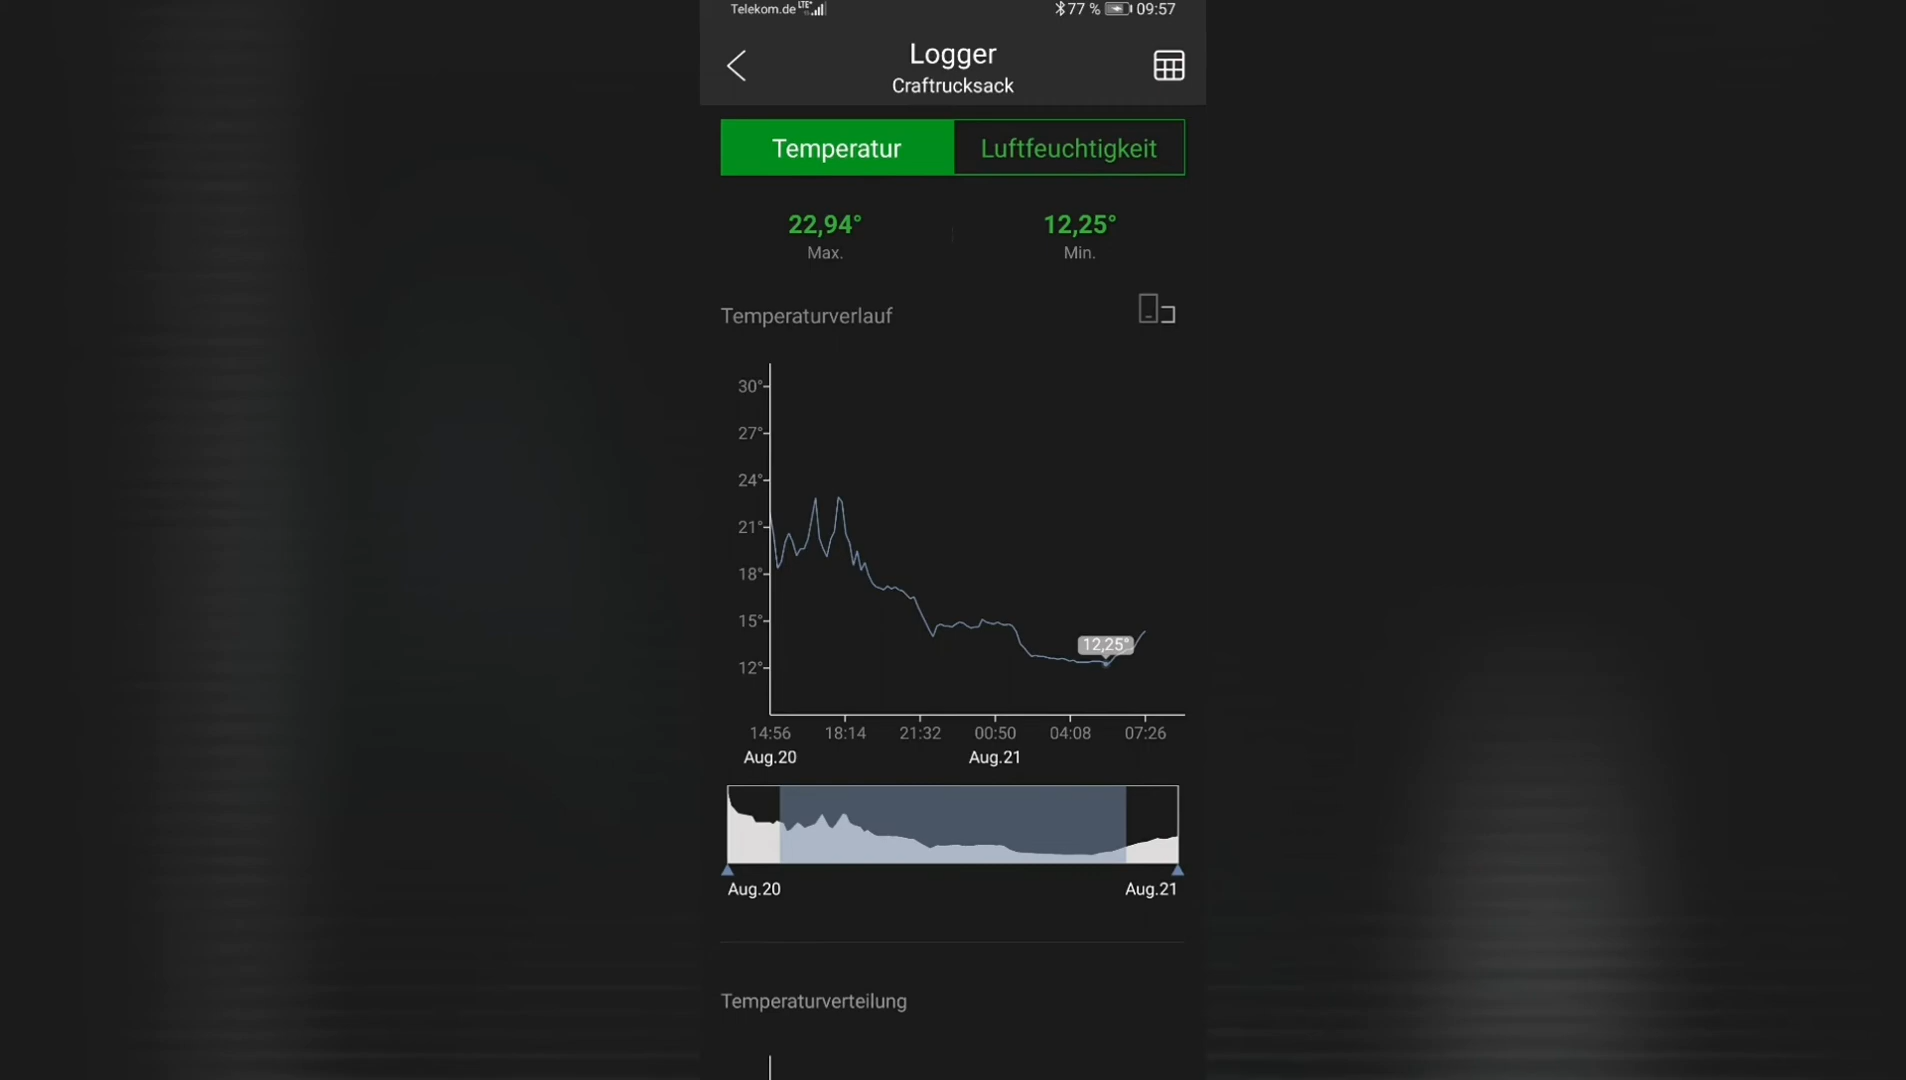 Telekom.de LTE+ 77 % 09:57
Logger
Craftrucksack
Temperatur Luftfeuchtigkeit
22,94° 12,25°
Max. Min.
Temperaturverlauf
30°
27°
24°
21°
18°
15°
12,25°
12°
14:56 18:14 21:32 00:50 04:08 07:26
Aug.20 Aug.21
Aug.20 Aug.21
Temperaturverteilung